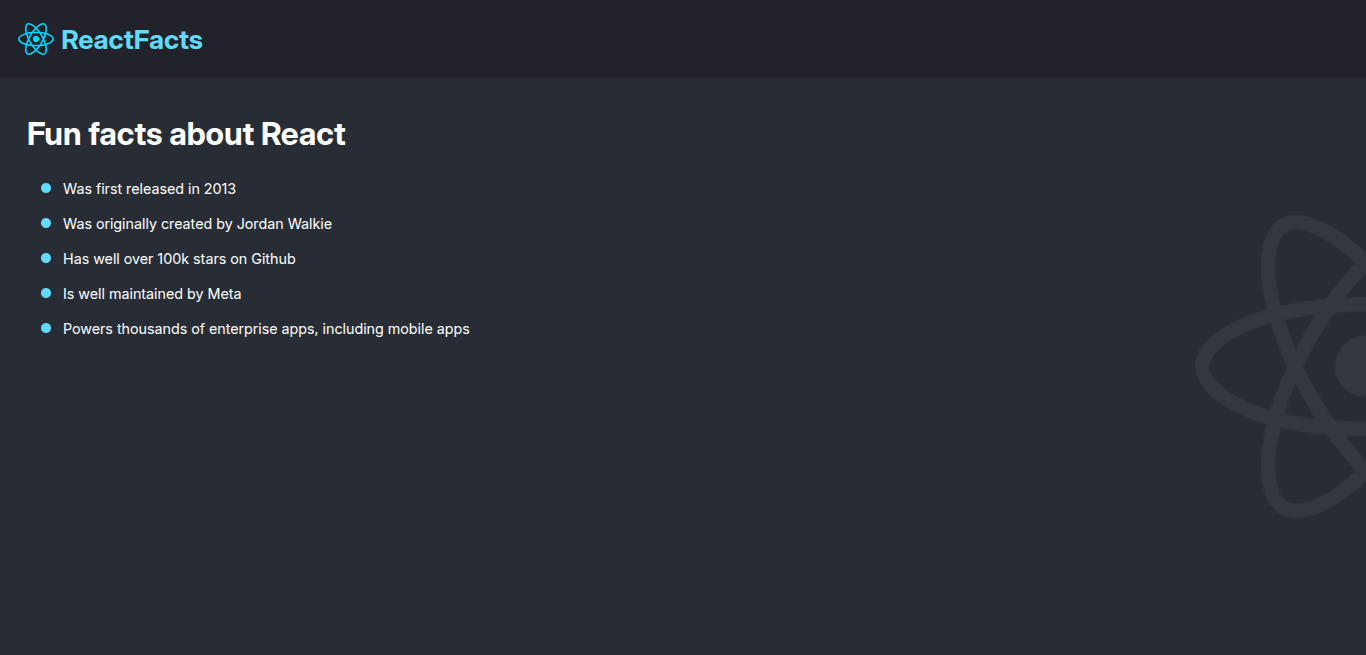 ReactFacts
Fun facts about React
Was first released in 2013
Was originally created by Jordan Walkie
Has well over 100k stars on Github
Is well maintained by Meta
Powers thousands of enterprise apps, including mobile apps